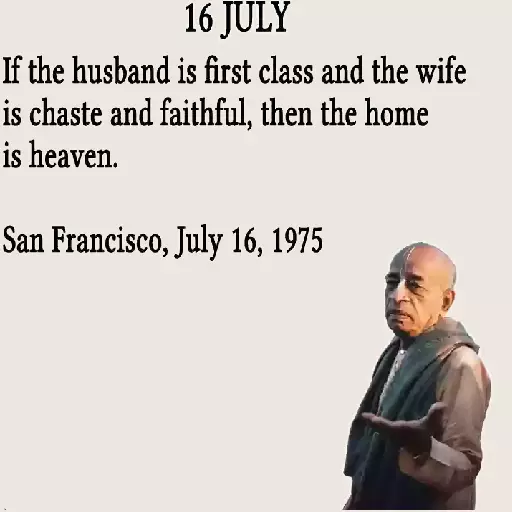 16 JULY
If the husband is first class and the wife
is chaste and faithful, then the home
is heaven.
San Francisco, July 16, 1975